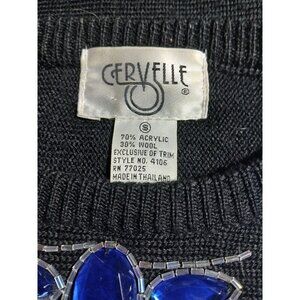 CERVELLE
®
S
70% ACRYLIC
30% WOOL
EXCLUSIVE OF TRIM
STYLE NO. 4106
RN 77025
MADE IN THAILAND